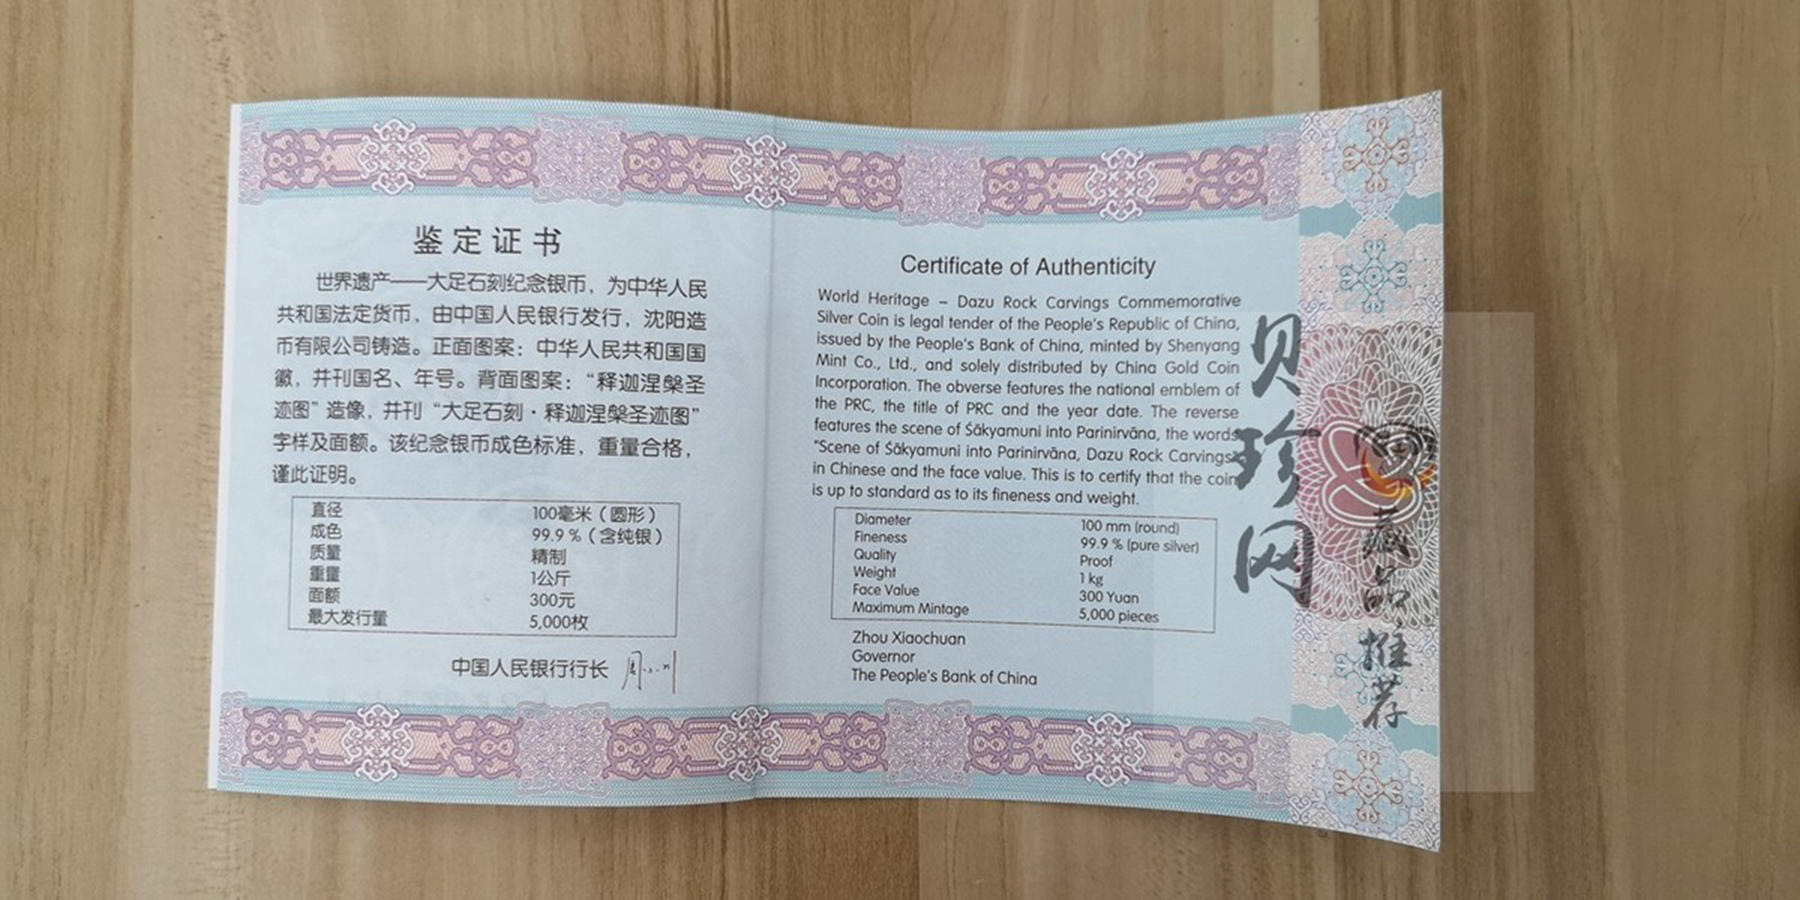 鉴定证书
世界遗产——大足石刻纪念银币，为中华人民
共和国法定货币，由中国人民银行发行，沈阳造
币有限公司铸造。正面图案：中华人民共和国国
徽，并刊国名、年号。背面图案：“释迦涅槃圣
迹图”造像，并刊“大足石刻·释迦涅槃圣迹图”
字样及面额。该纪念银币成色标准，重量合格，
谨此证明。
直径 100毫米（圆形）
成色 99.9％（含纯银）
质量 精制
重量 1公斤
面额 300元
最大发行量 5,000枚
中国人民银行行长 周小川
Certificate of Authenticity
World Heritage – Dazu Rock Carvings Commemorative
Silver Coin is legal tender of the People's Republic of China,
issued by the People's Bank of China, minted by Shenyang
Mint Co., Ltd., and solely distributed by China Gold Coin
Incorporation. The obverse features the national emblem of
the PRC, the title of PRC and the year date. The reverse
features the scene of Śākyamuni into Parinirvāna, the words
"Scene of Śākyamuni into Parinirvāna, Dazu Rock Carvings"
in Chinese and the face value. This is to certify that the coin
is up to standard as to its fineness and weight.
Diameter 100 mm (round)
Fineness 99.9 % (pure silver)
Quality Proof
Weight 1 kg
Face Value 300 Yuan
Maximum Mintage 5,000 pieces
Zhou Xiaochuan
Governor
The People's Bank of China
贝珍网
藏品推荐